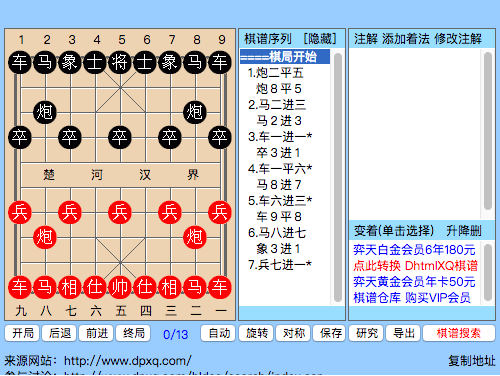 1 2 3 4 5 6 7 8 9
车 马 象 士 将 士 象 马 车
炮 炮
卒 卒 卒 卒 卒
楚 河 汉 界
兵 兵 兵 兵 兵
炮 炮
车 马 相 仕 帅 仕 相 马 车
九 八 七 六 五 四 三 二 一
棋谱序列 [隐藏]
====棋局开始
1.炮二平五
炮8平5
2.马二进三
马2进3
3.车一进一*
卒3进1
4.车一平六*
马8进7
5.车六进三*
车9平8
6.马八进七
象3进1
7.兵七进一*
注解 添加着法 修改注解
变着(单击选择) 升降删
弈天白金会员6年180元
点此转换 DhtmlXQ棋谱
弈天黄金会员年卡50元
棋谱仓库 购买VIP会员
开局 后退 前进 终局 0/13 自动 旋转 对称 保存 研究 导出 棋谱搜索
来源网站: http://www.dpxq.com/ 复制地址